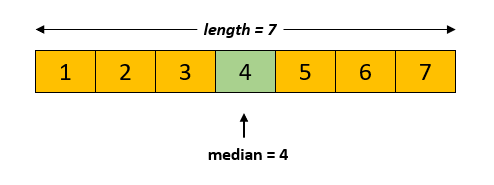 length = 7
1 2 3 4 5 6 7
median = 4